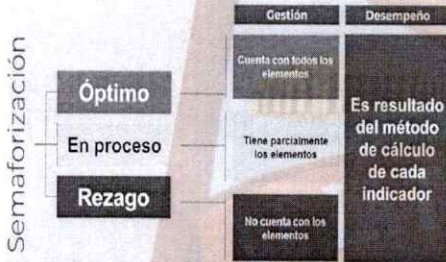 Semaforización
Gestión
Desempeño
Óptimo
En proceso
Rezago
Cuenta con todos los
elementos
Tiene parcialmente
los elementos
No cuenta con los
elementos
Es resultado
del método
de cálculo
de cada
indicador